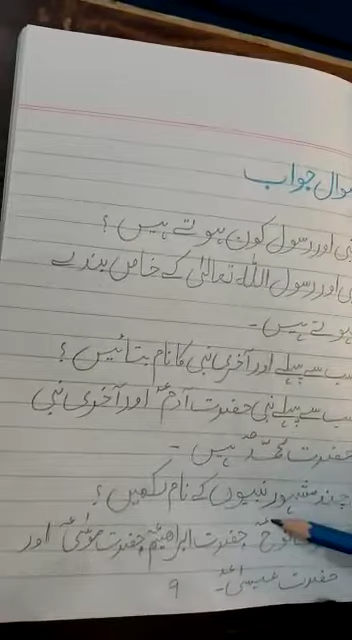 سوال جواب
نبی اور رسول کون ہوتے ہیں؟
نبی اور رسول اللہ تعالیٰ کے خاص بندے
ہوتے ہیں۔
سب سے پہلے اور آخری نبی کا نام بتائیں؟
سب سے پہلے نبی حضرت آدمؑ اور آخری نبی
حضرت محمدؐ ہیں۔
چند مشہور نبیوں کے نام لکھیں؟
نوحؑ، حضرت ابراھیمؑ، حضرت موسیٰؑ اور
حضرت عیسیٰؑ۔
9